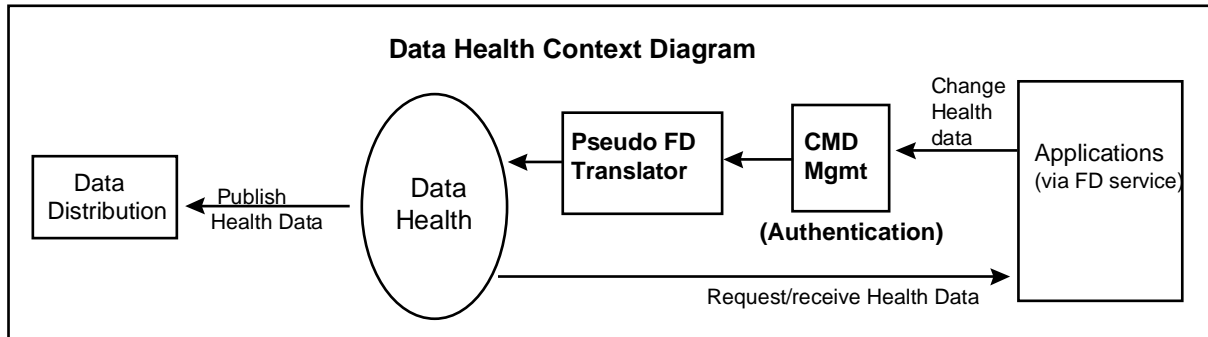 Data Health Context Diagram
Data
Distribution
Publish
Health Data
Data
Health
Pseudo FD
Translator
CMD
Mgmt
(Authentication)
Change
Health
data
Applications
(via FD service)
Request/receive Health Data